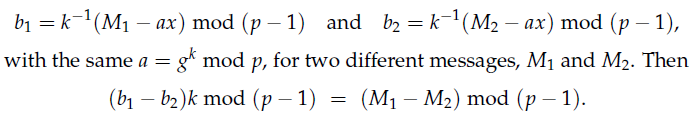 b₁ = k⁻¹(M₁ − ax) mod (p − 1) and b₂ = k⁻¹(M₂ − ax) mod (p − 1),
with the same a = gᵏ mod p, for two different messages, M₁ and M₂. Then
(b₁ − b₂)k mod (p − 1) = (M₁ − M₂) mod (p − 1).